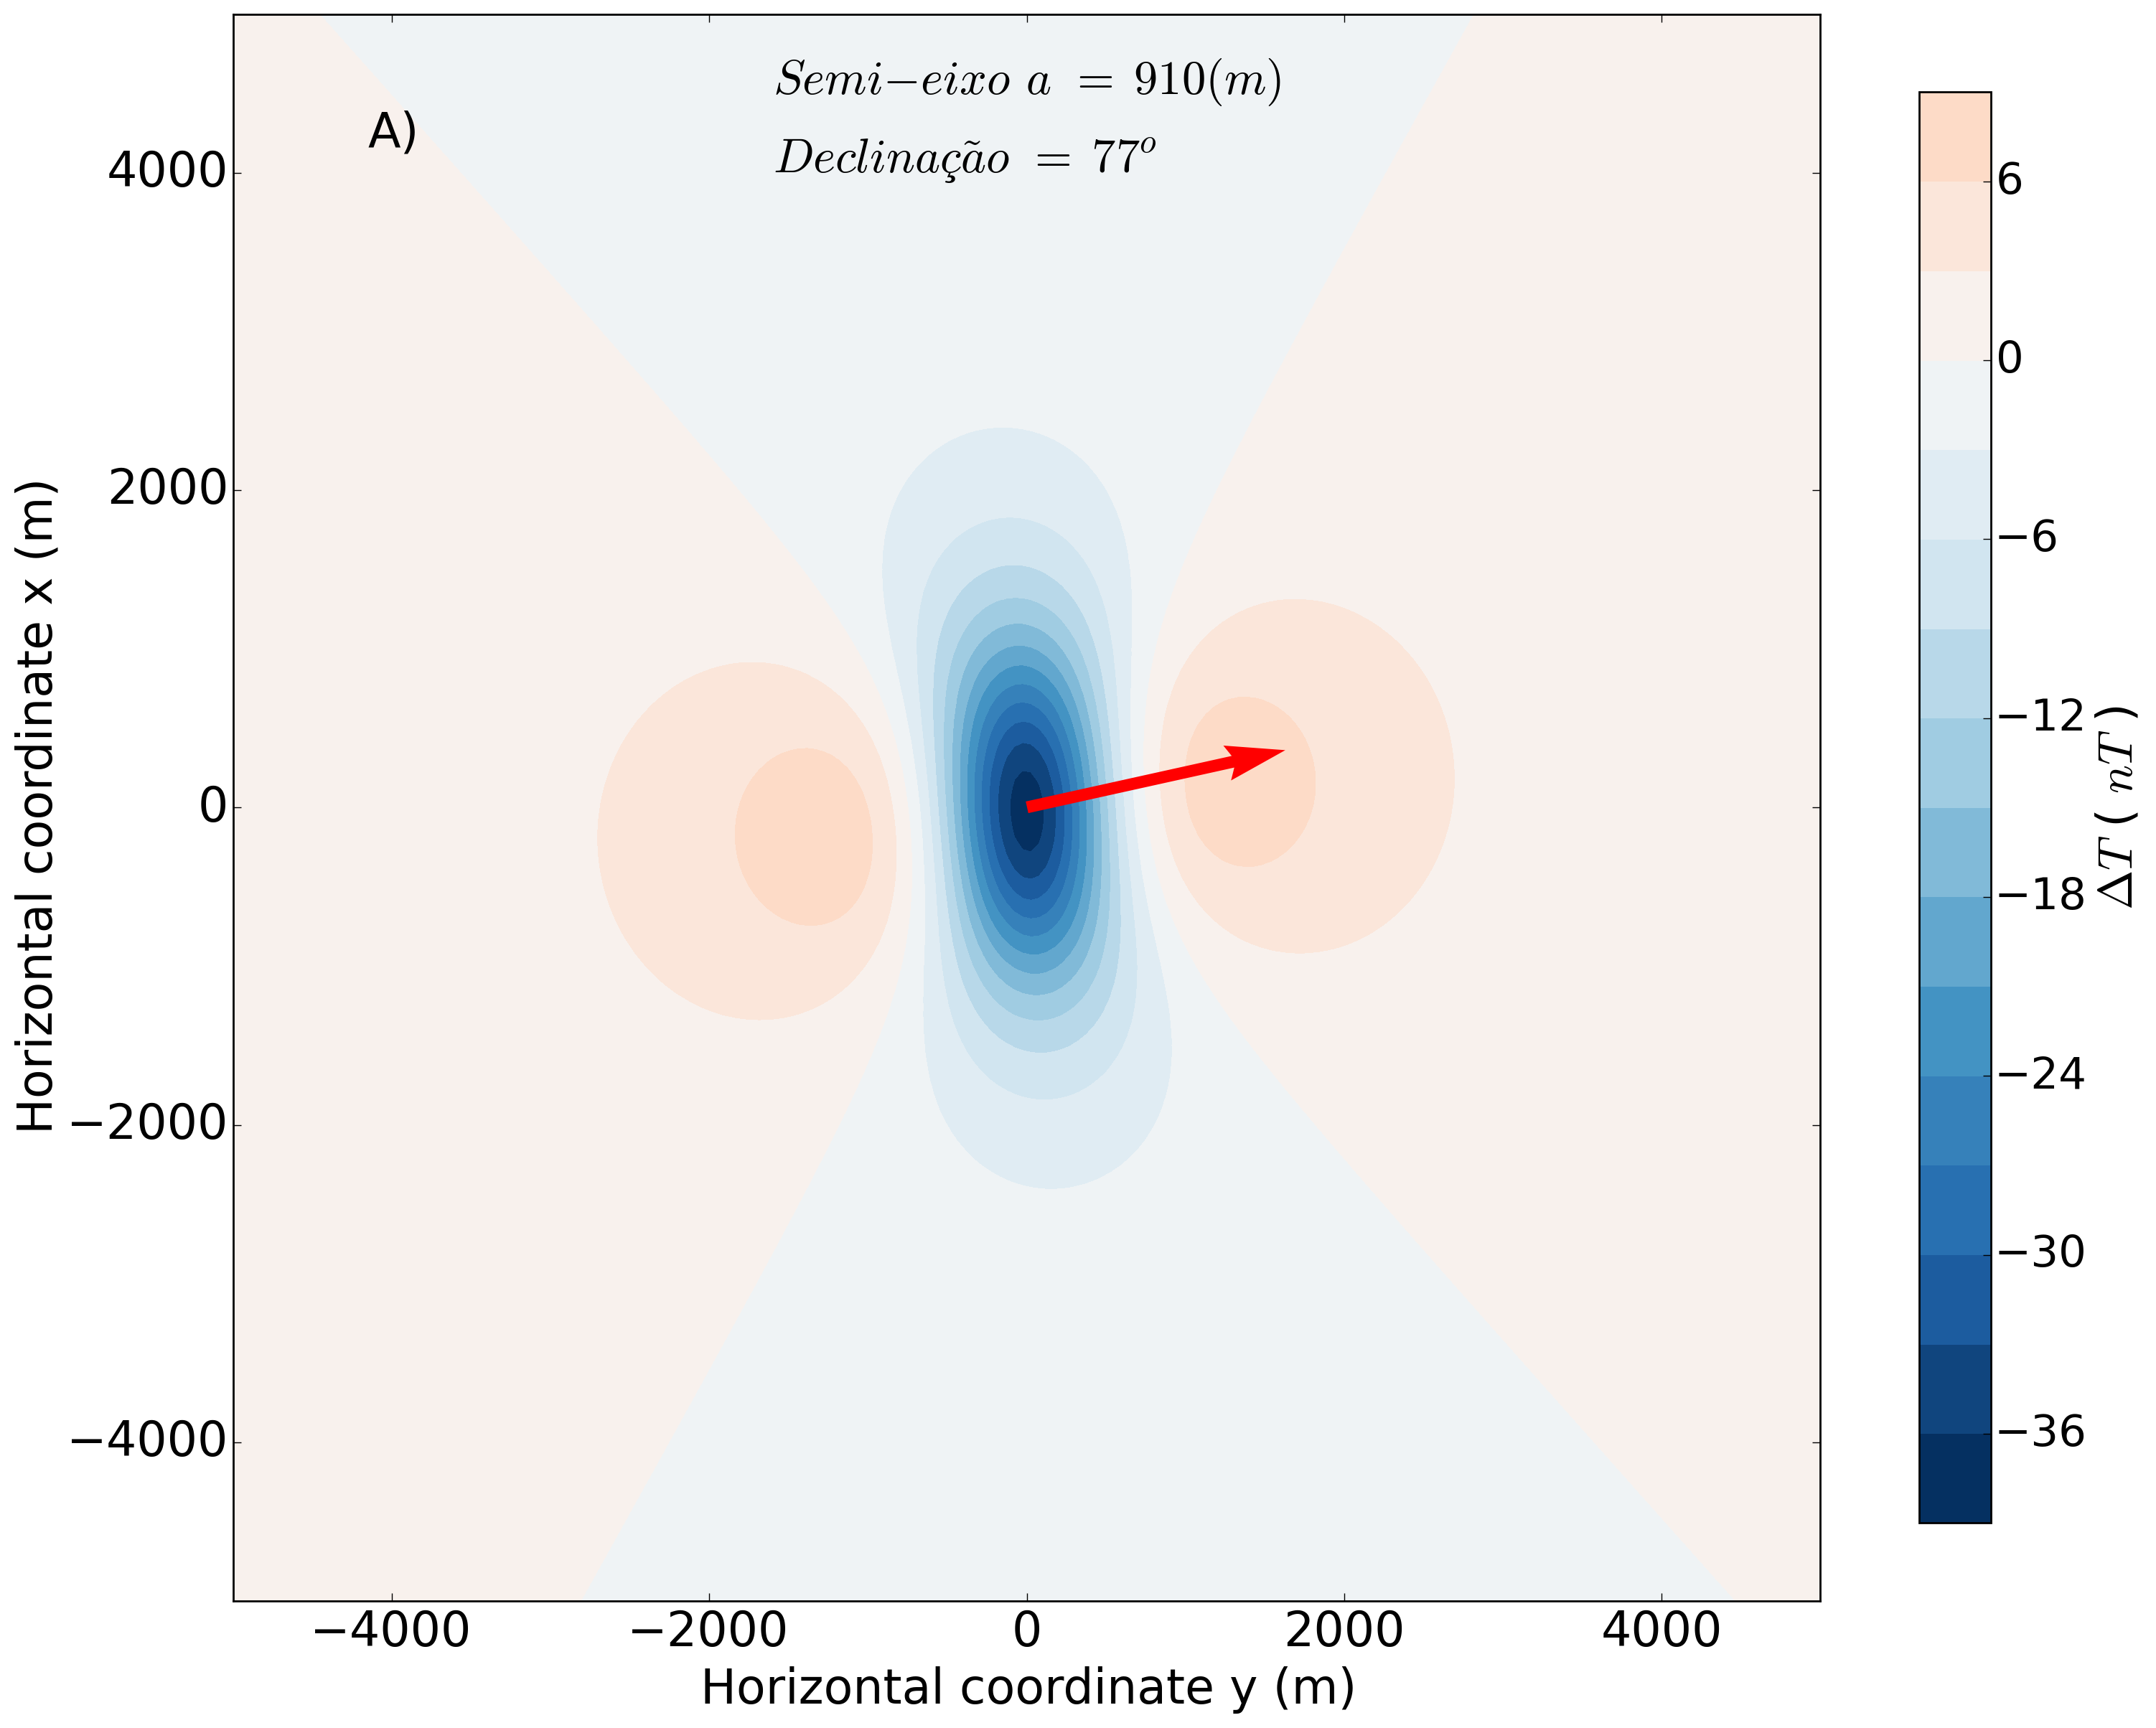 Semi−eixo a = 910(m)
A)
Declinação = 77º
Horizontal coordinate x (m)
4000
2000
0
−2000
−4000
−4000 −2000 0 2000 4000
Horizontal coordinate y (m)
6
0
−6
−12
−18
−24
−30
−36
ΔT ( nT )